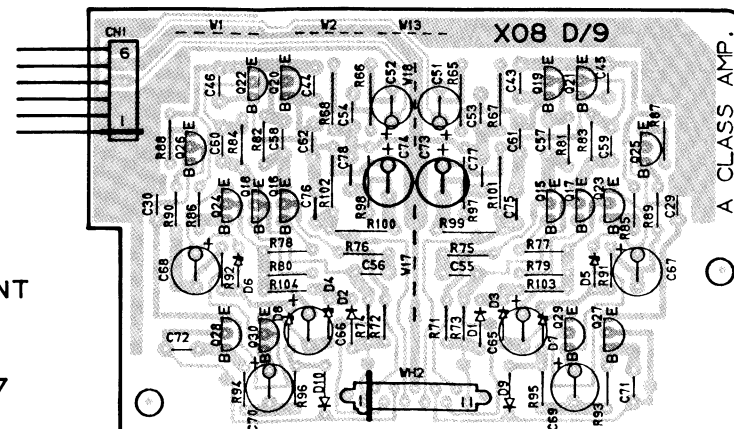 CN1
W1
W2
W13
X08 D/9
A CLASS AMP.
6
1
C46
Q22
E
B
Q20
E
B
C44
R66
C52
W18
C51
R65
C43
Q19
E
B
Q21
E
B
C45
R68
C54
C53
R67
R88
Q26
E
B
C60
R84
R82
C58
C62
C78
C74
C73
C77
C61
C57
R81
R83
C59
Q25
E
B
R87
C30
R90
R86
Q24
E
B
Q18
E
B
Q16
E
B
C76
R102
R98
R97
R101
C75
Q15
E
B
Q17
E
B
Q23
E
B
R85
R89
C29
R100
R99
R78
R76
R75
R77
C68
R92
D6
R80
C56
W17
C55
R79
D5
R91
C67
R104
R103
NT
D4
D2
D3
C72
Q28
E
B
Q30
E
B
D8
C66
R74
R72
R71
R73
D1
C65
D7
Q29
E
B
Q27
E
B
7
R94
C70
R96
D10
WH2
1
11
D9
R95
C69
R93
C71